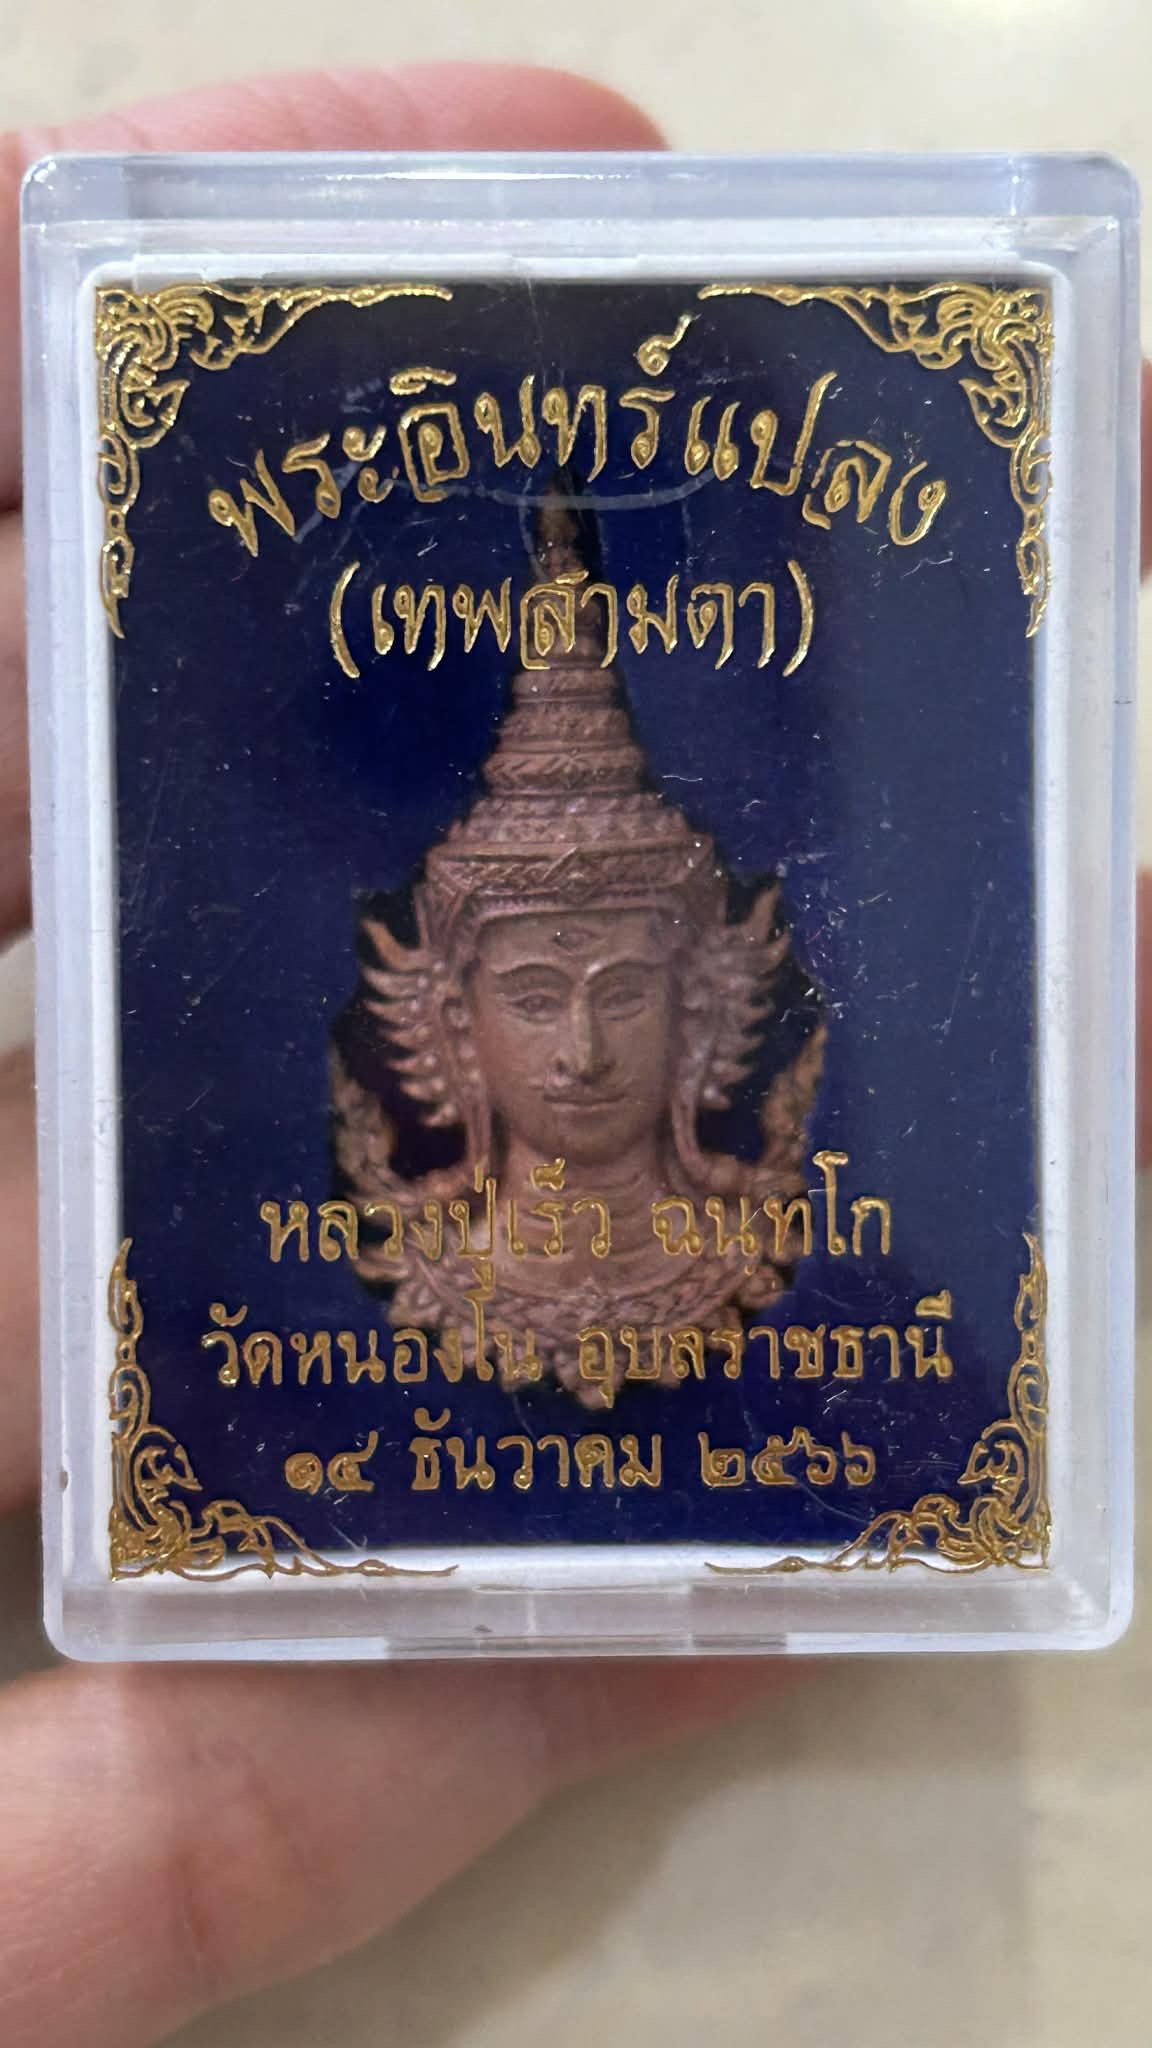 พระอินทร์แปลง
(เทพสามตา)
หลวงปู่เร็ว ฉนฺทโก
วัดหนองโน อุบลราชธานี
๑๔ ธันวาคม ๒๕๖๖